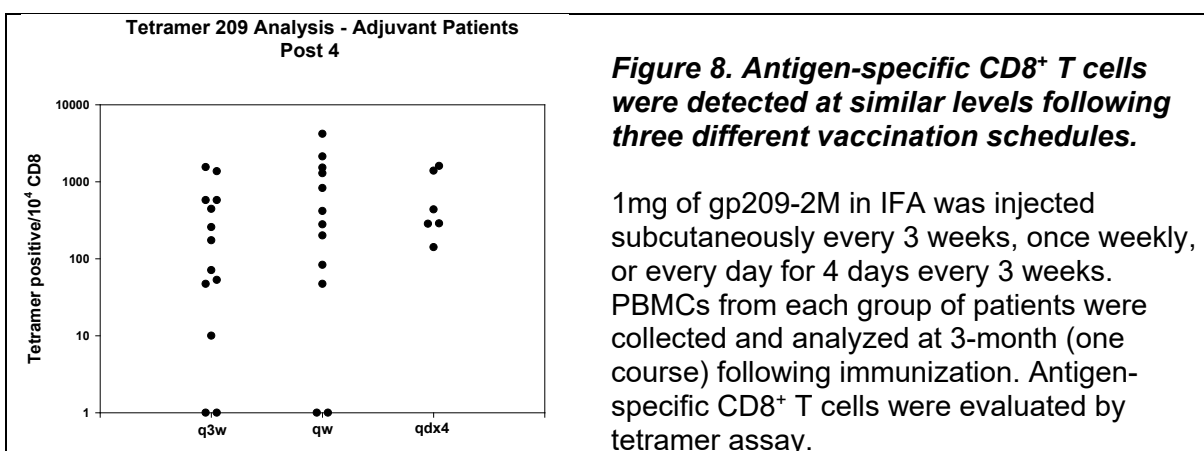 Tetramer 209 Analysis - Adjuvant Patients
Post 4
10000
1000
100
10
1
Tetramer positive/10⁴ CD8
q3w qw qdx4
Figure 8. Antigen-specific CD8⁺ T cells
were detected at similar levels following
three different vaccination schedules.
1mg of gp209-2M in IFA was injected
subcutaneously every 3 weeks, once weekly,
or every day for 4 days every 3 weeks.
PBMCs from each group of patients were
collected and analyzed at 3-month (one
course) following immunization. Antigen-
specific CD8⁺ T cells were evaluated by
tetramer assay.